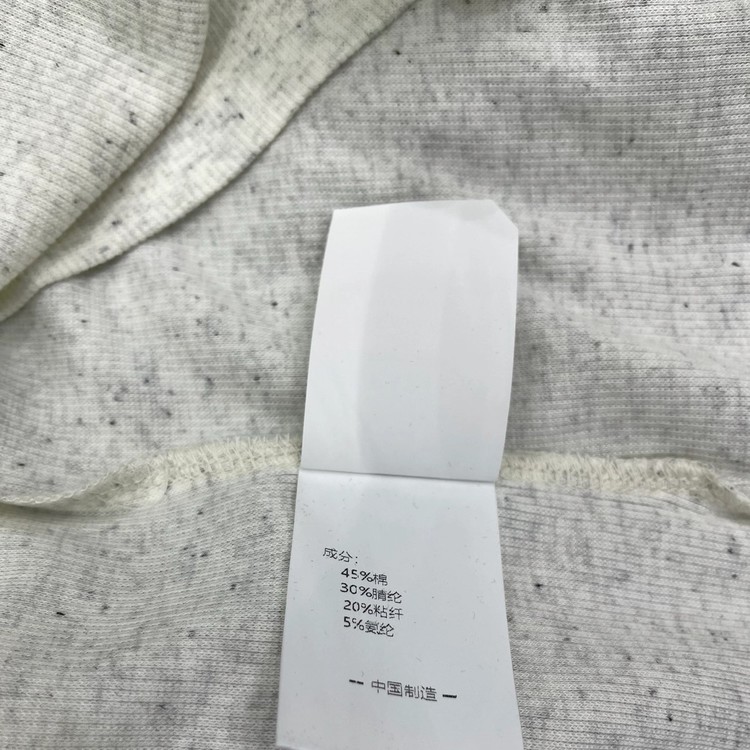 成分:
45%棉
30%腈纶
20%粘纤
5%氨纶
-- 中国制造 --